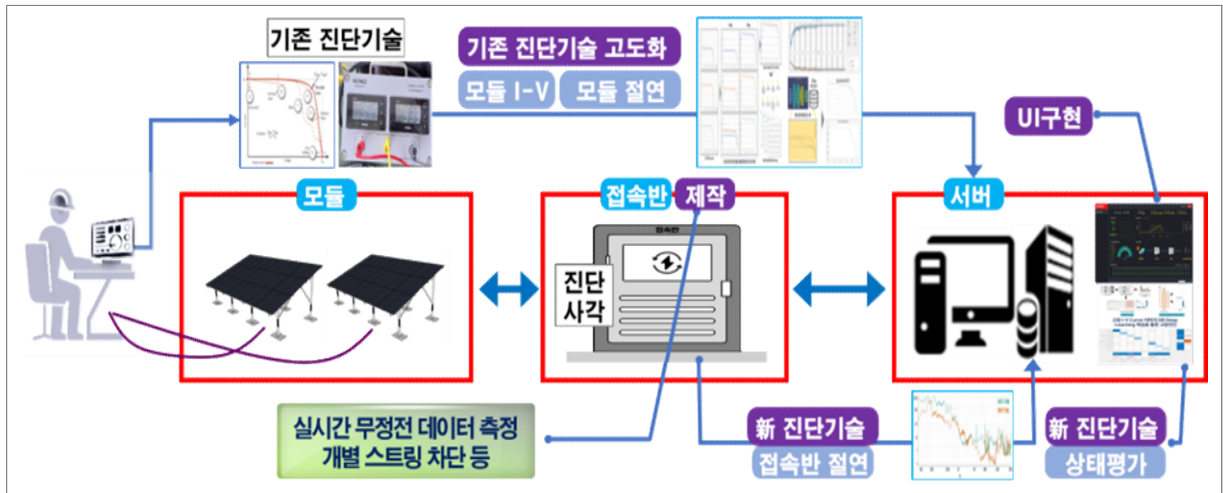 기존 진단기술
기존 진단기술 고도화
모듈 I-V
모듈 절연
UI구현
모듈
접속반
제작
서버
접속반
진단
사각
실시간 무정전 데이터 측정
개별 스트링 차단 등
新 진단기술
접속반 절연
新 진단기술
상태평가